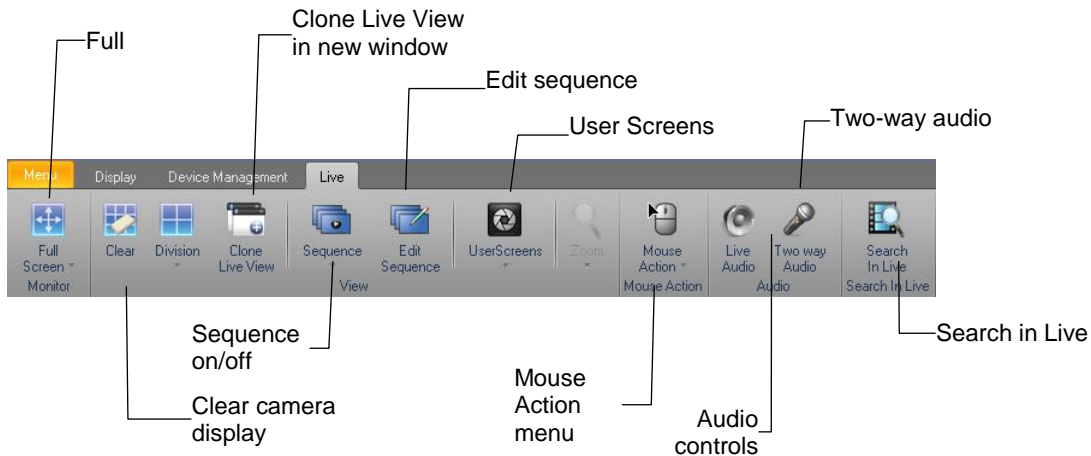 Clone Live View
in new window
Full
Edit sequence
User Screens
Two-way audio
Menu
Display
Device Management
Live
Full
Screen
Clear
Division
Clone
Live View
Sequence
Edit
Sequence
UserScreens
Zoom
Mouse
Action
Live
Audio
Two way
Audio
Search
In Live
Monitor
View
Mouse Action
Audio
Search In Live
Sequence
on/off
Search in Live
Mouse
Action
menu
Clear camera
display
Audio
controls